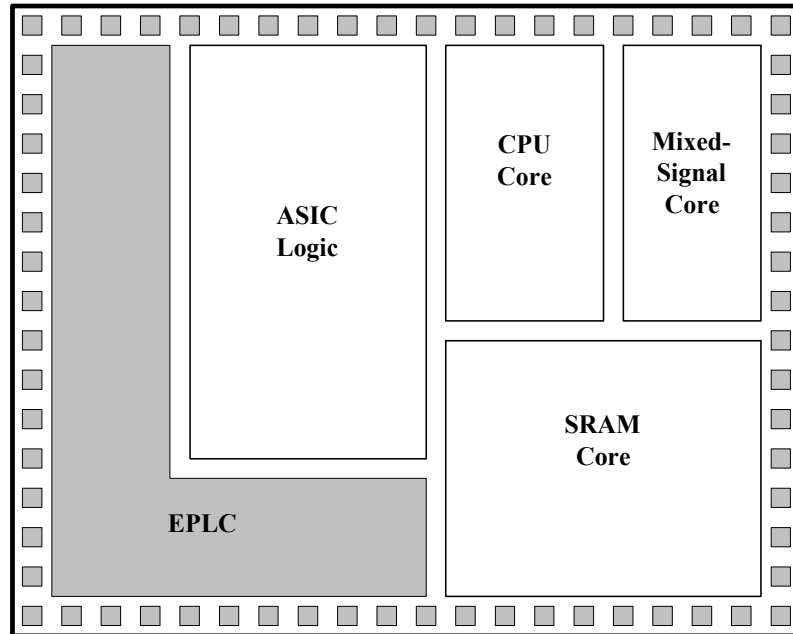 ASIC
Logic
CPU
Core
Mixed-
Signal
Core
SRAM
Core
EPLC